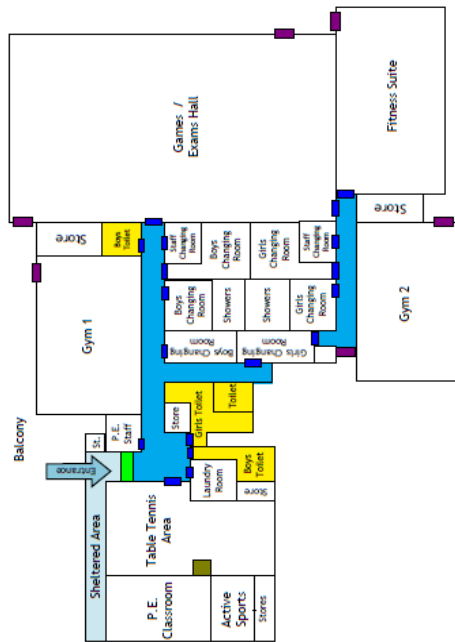 Games /
Exams Hall
Fitness Suite
Store
Boys
Toilet
Staff
Changing
Room
Boys
Changing
Room
Girls
Changing
Room
Staff
Changing
Room
Store
Gym 1
Boys
Changing
Room
Showers
Showers
Girls
Changing
Room
Gym 2
Boys Changing
Room
Girls Changing
Room
Balcony
St.
P.E.
Staff
Store
Girls Toilet
Toilet
Entrance
Sheltered Area
Table Tennis
Area
Laundry
Room
Boys
Toilet
Store
P.E.
Classroom
Active
Sports
Stores